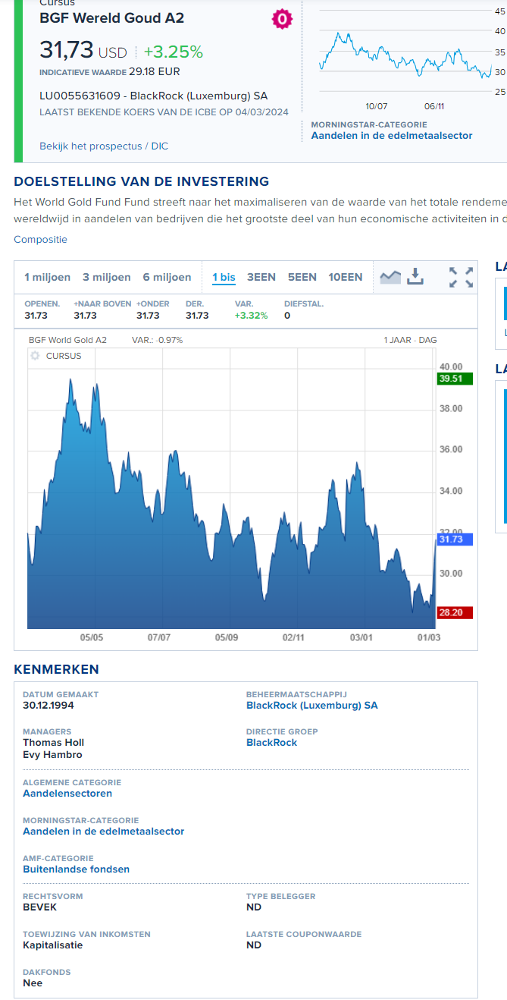 Cursus
BGF Wereld Goud A2
31,73 USD +3.25%
INDICATIEVE WAARDE 29.18 EUR
LU0055631609 - BlackRock (Luxemburg) SA
LAATST BEKENDE KOERS VAN DE ICBE OP 04/03/2024
Bekijk het prospectus / DIC
45
40
35
30
25
10/07 06/11
MORNINGSTAR-CATEGORIE
Aandelen in de edelmetaalsector
DOELSTELLING VAN DE INVESTERING
Het World Gold Fund Fund streeft naar het maximaliseren van de waarde van het totale rendeme
wereldwijd in aandelen van bedrijven die het grootste deel van hun economische activiteiten in d
Compositie
1 miljoen 3 miljoen 6 miljoen 1 bis 3EEN 5EEN 10EEN
OPENEN. +NAAR BOVEN +ONDER DER. VAR. DIEFSTAL.
31.73 31.73 31.73 31.73 +3.32% 0
BGF World Gold A2 VAR.: -0.97% 1 JAAR - DAG
CURSUS
40.00
39.51
38.00
36.00
34.00
32.00
31.73
30.00
28.20
05/05 07/07 05/09 02/11 03/01 01/03
KENMERKEN
DATUM GEMAAKT BEHEERMAATSCHAPPIJ
30.12.1994 BlackRock (Luxemburg) SA
MANAGERS DIRECTIE GROEP
Thomas Holl BlackRock
Evy Hambro
ALGEMENE CATEGORIE
Aandelensectoren
MORNINGSTAR-CATEGORIE
Aandelen in de edelmetaalsector
AMF-CATEGORIE
Buitenlandse fondsen
RECHTSVORM TYPE BELEGGER
BEVEK ND
TOEWIJZING VAN INKOMSTEN LAATSTE COUPONWAARDE
Kapitalisatie ND
DAKFONDS
Nee
LA
L
LA